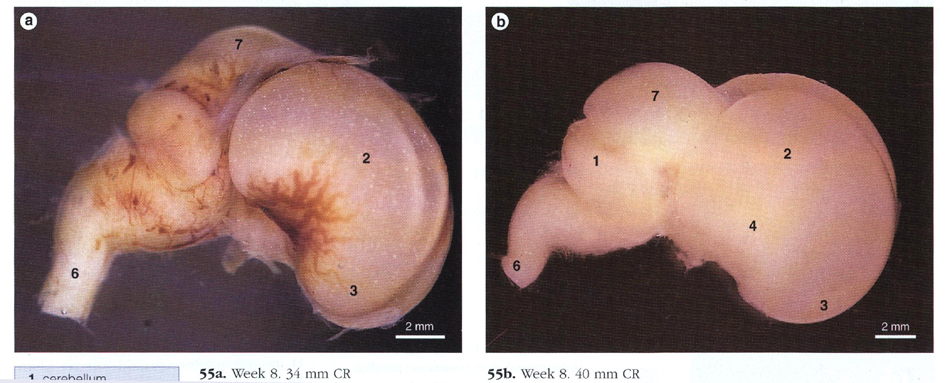 a
7
2
6
3
2 mm
b
7
1
2
4
6
3
2 mm
1 cerebellum
55a. Week 8. 34 mm CR
55b. Week 8. 40 mm CR